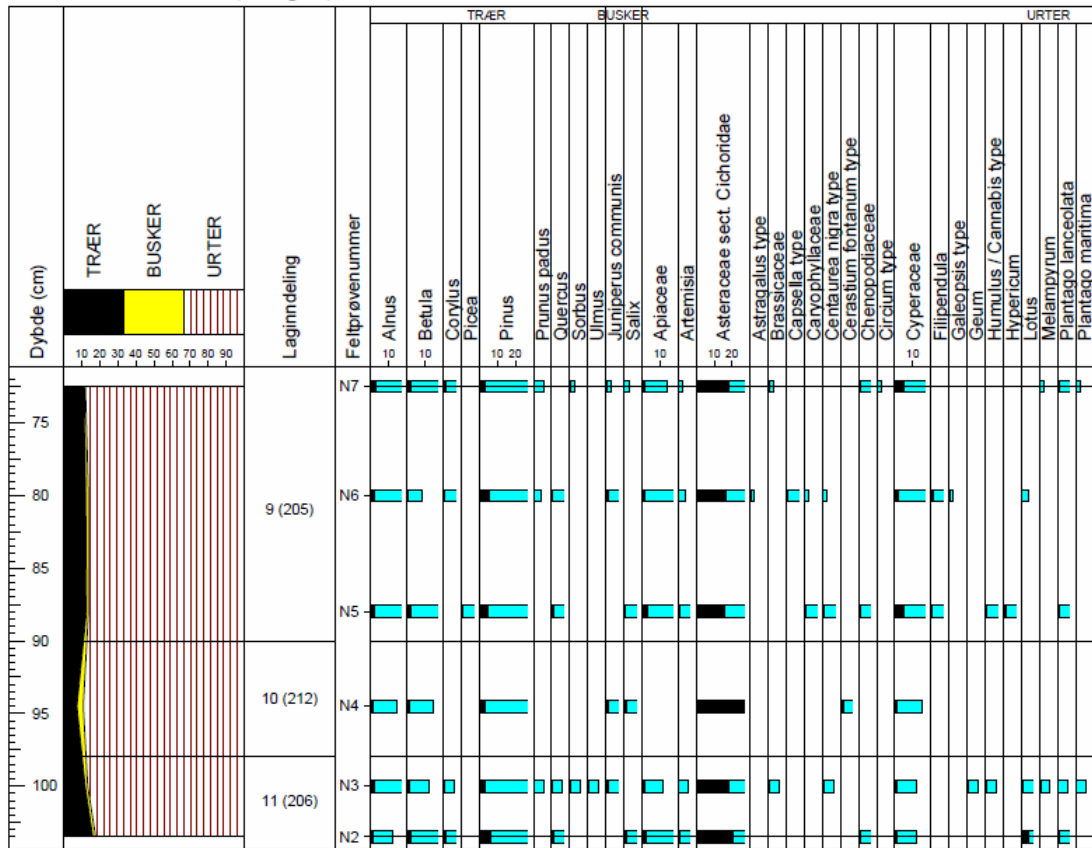 TRÆR BUSKER URTER
Dybde (cm)
TRÆR
BUSKER
URTER
10 20 30 40 50 60 70 80 90
Laginndeling
Feltprøvenummer
Alnus
Betula
Corylus
Picea
Pinus
Prunus padus
Quercus
Sorbus
Ulmus
Juniperus communis
Salix
Apiaceae
Artemisia
Asteraceae sect. Cichoridae
Astragalus type
Brassicaceae
Capsella type
Caryophyllaceae
Centaurea nigra type
Cerastium fontanum type
Chenopodiaceae
Circium type
Cyperaceae
Filipendula
Galeopsis type
Geum
Humulus / Cannabis type
Hypericum
Lotus
Melampyrum
Plantago lanceolata
Plantago maritima
10 10 10 20 10 10 20 10
N7
75
80 N6
9 (205)
85
N5
90
10 (212) N4
95
100 N3
11 (206)
N2